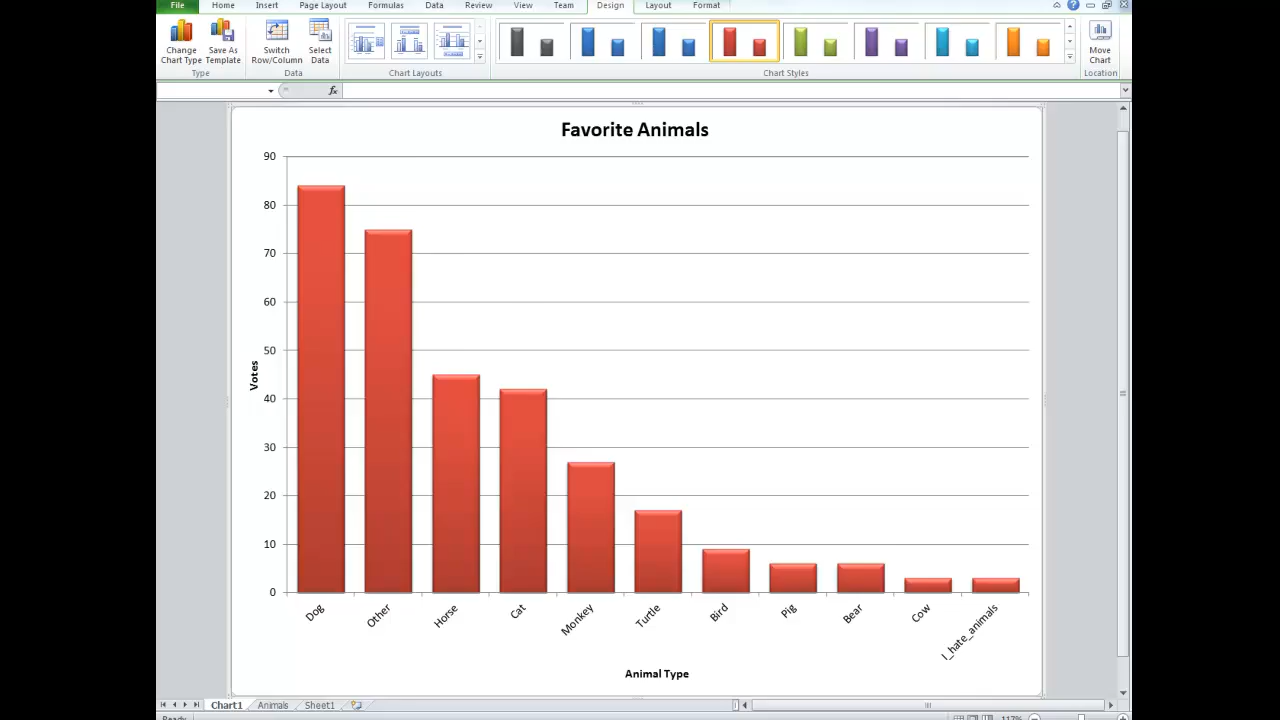 File Home Insert Page Layout Formulas Data Review View Team Design Layout Format
Change Chart Type
Save As Template
Switch Row/Column
Select Data
Move Chart
Type Data Chart Layouts Chart Styles Location
fx
Favorite Animals
90
80
70
60
50
40
30
20
10
0
Votes
Dog Other Horse Cat Monkey Turtle Bird Pig Bear Cow I_hate_animals
Animal Type
Chart1 Animals Sheet1
Ready 117%